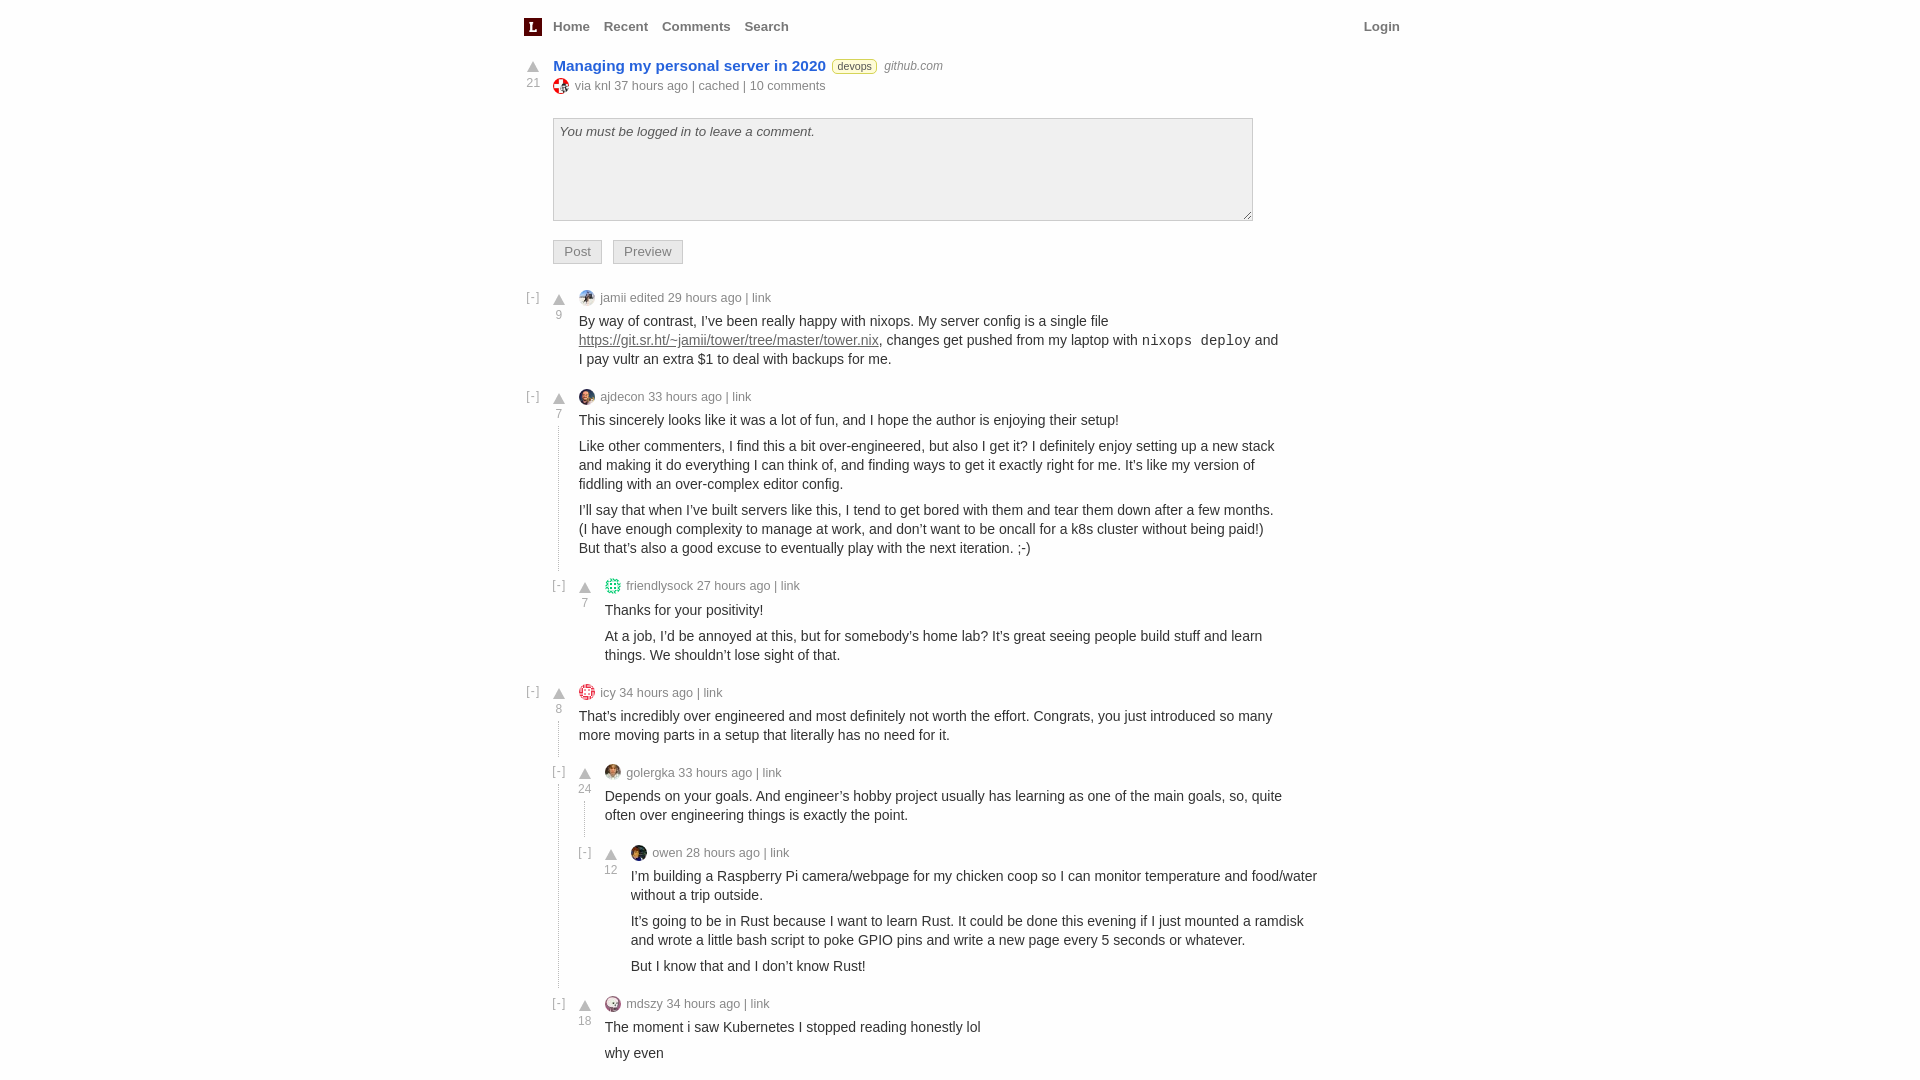 L Home Recent Comments Search Login
Managing my personal server in 2020 devops github.com
21
via knl 37 hours ago | cached | 10 comments
You must be logged in to leave a comment.
Post Preview
[-] jamii edited 29 hours ago | link
9
By way of contrast, I’ve been really happy with nixops. My server config is a single file
https://git.sr.ht/~jamii/tower/tree/master/tower.nix, changes get pushed from my laptop with nixops deploy and
I pay vultr an extra $1 to deal with backups for me.
[-] ajdecon 33 hours ago | link
7
This sincerely looks like it was a lot of fun, and I hope the author is enjoying their setup!
Like other commenters, I find this a bit over-engineered, but also I get it? I definitely enjoy setting up a new stack
and making it do everything I can think of, and finding ways to get it exactly right for me. It’s like my version of
fiddling with an over-complex editor config.
I’ll say that when I’ve built servers like this, I tend to get bored with them and tear them down after a few months.
(I have enough complexity to manage at work, and don’t want to be oncall for a k8s cluster without being paid!)
But that’s also a good excuse to eventually play with the next iteration. ;-)
[-] friendlysock 27 hours ago | link
7
Thanks for your positivity!
At a job, I’d be annoyed at this, but for somebody’s home lab? It’s great seeing people build stuff and learn
things. We shouldn’t lose sight of that.
[-] icy 34 hours ago | link
8
That’s incredibly over engineered and most definitely not worth the effort. Congrats, you just introduced so many
more moving parts in a setup that literally has no need for it.
[-] golergka 33 hours ago | link
24
Depends on your goals. And engineer’s hobby project usually has learning as one of the main goals, so, quite
often over engineering things is exactly the point.
[-] owen 28 hours ago | link
12
I’m building a Raspberry Pi camera/webpage for my chicken coop so I can monitor temperature and food/water
without a trip outside.
It’s going to be in Rust because I want to learn Rust. It could be done this evening if I just mounted a ramdisk
and wrote a little bash script to poke GPIO pins and write a new page every 5 seconds or whatever.
But I know that and I don’t know Rust!
[-] mdszy 34 hours ago | link
18
The moment i saw Kubernetes I stopped reading honestly lol
why even